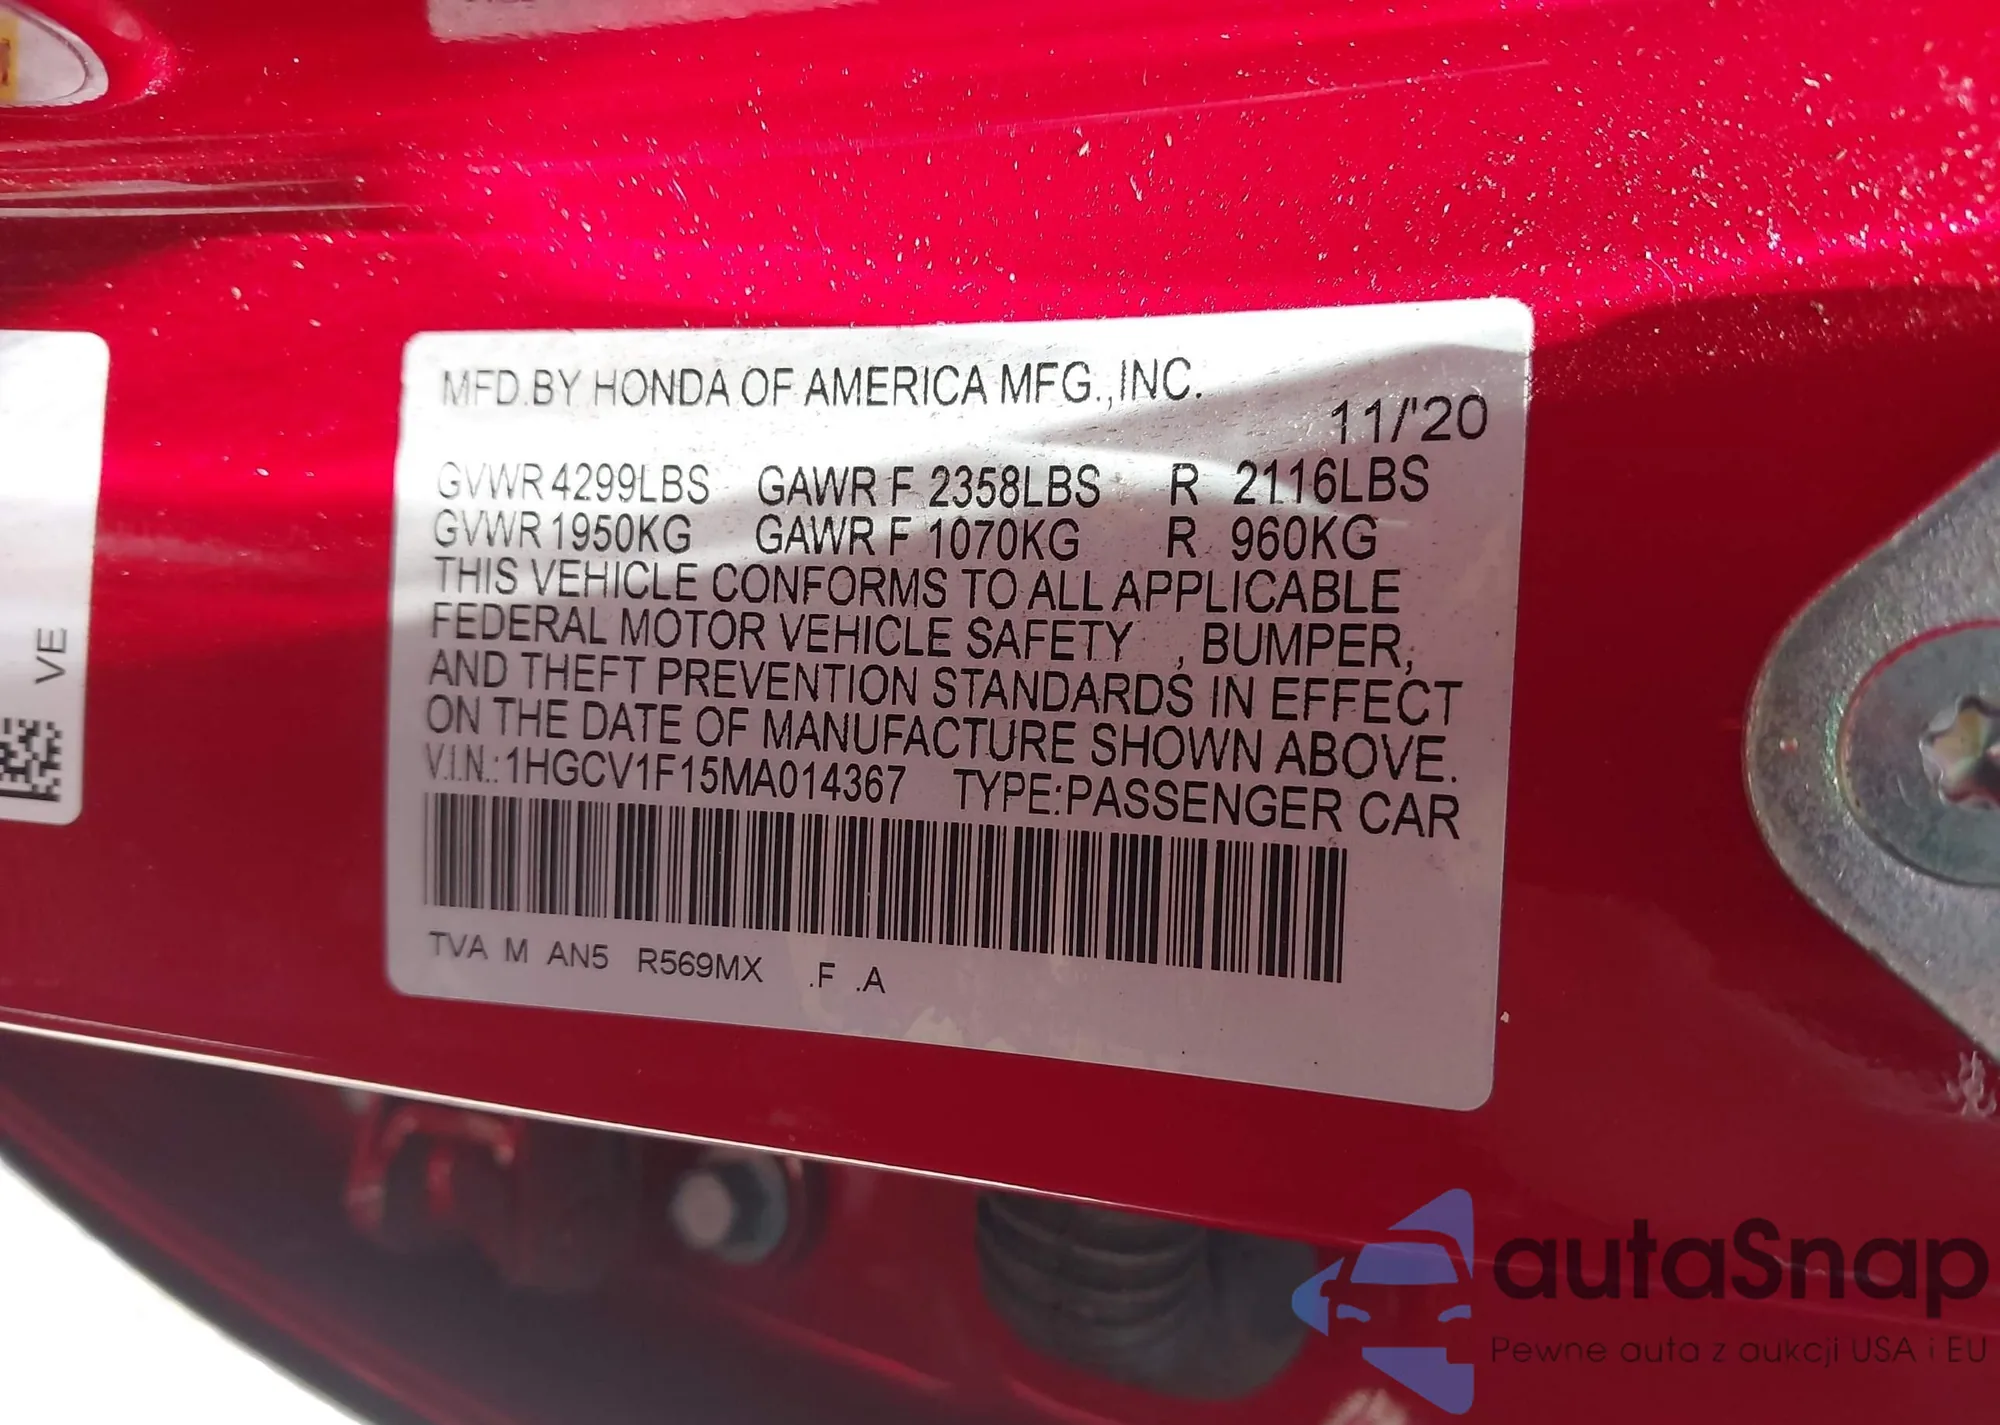 MFD.BY HONDA OF AMERICA MFG.,INC.
11/'20
GVWR 4299LBS GAWR F 2358LBS R 2116LBS
GVWR 1950KG GAWR F 1070KG R 960KG
THIS VEHICLE CONFORMS TO ALL APPLICABLE
FEDERAL MOTOR VEHICLE SAFETY , BUMPER,
AND THEFT PREVENTION STANDARDS IN EFFECT
ON THE DATE OF MANUFACTURE SHOWN ABOVE.
V.I.N.:1HGCV1F15MA014367 TYPE:PASSENGER CAR
TVA M AN5 R569MX .F .A
VE
autaSnap
Pewne auta z aukcji USA i EU